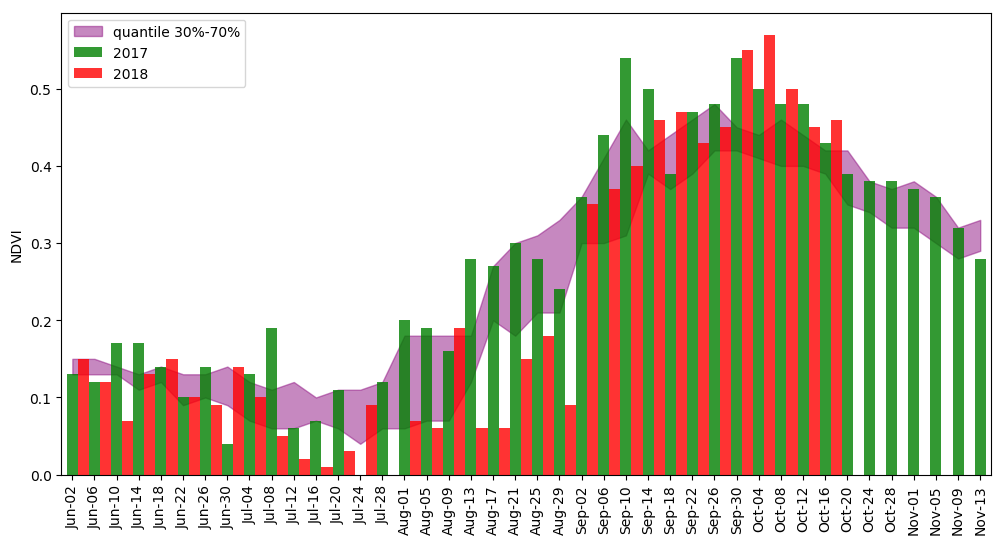 quantile 30%-70%
2017
2018
NDVI
0.5
0.4
0.3
0.2
0.1
0.0
Jun-02
Jun-06
Jun-10
Jun-14
Jun-18
Jun-22
Jun-26
Jun-30
Jul-04
Jul-08
Jul-12
Jul-16
Jul-20
Jul-24
Jul-28
Aug-01
Aug-05
Aug-09
Aug-13
Aug-17
Aug-21
Aug-25
Aug-29
Sep-02
Sep-06
Sep-10
Sep-14
Sep-18
Sep-22
Sep-26
Sep-30
Oct-04
Oct-08
Oct-12
Oct-16
Oct-20
Oct-24
Oct-28
Nov-01
Nov-05
Nov-09
Nov-13